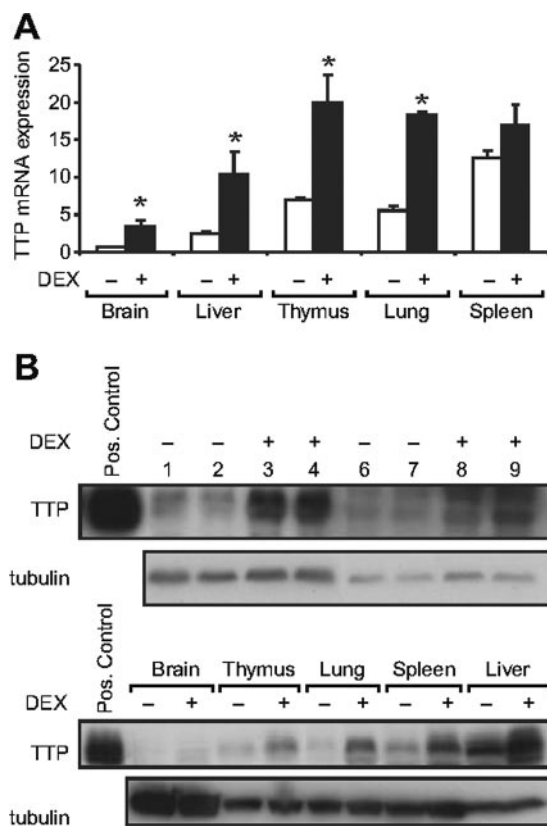 A
TTP mRNA expression
25
20
15
10
5
0
* * * *
DEX – + – + – + – + – +
Brain Liver Thymus Lung Spleen
B
Pos. Control
DEX – – + + – – + +
1 2 3 4 6 7 8 9
TTP
tubulin
Pos. Control
Brain Thymus Lung Spleen Liver
DEX – + – + – + – + – +
TTP
tubulin